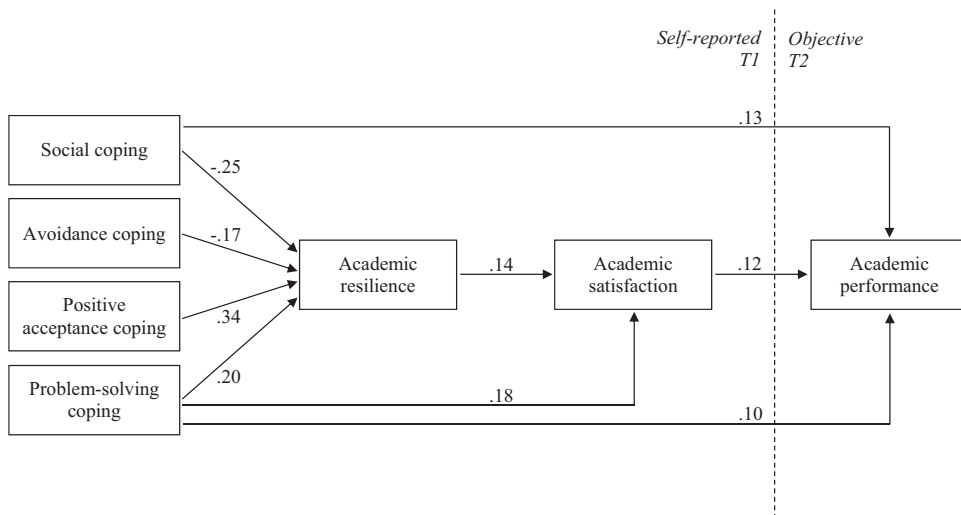 Self-reported
T1
Objective
T2
Social coping
.13
-.25
Avoidance coping
-.17
Academic
resilience
.14
Academic
satisfaction
.12
Academic
performance
Positive
acceptance coping
.34
Problem-solving
coping
.20
.18
.10